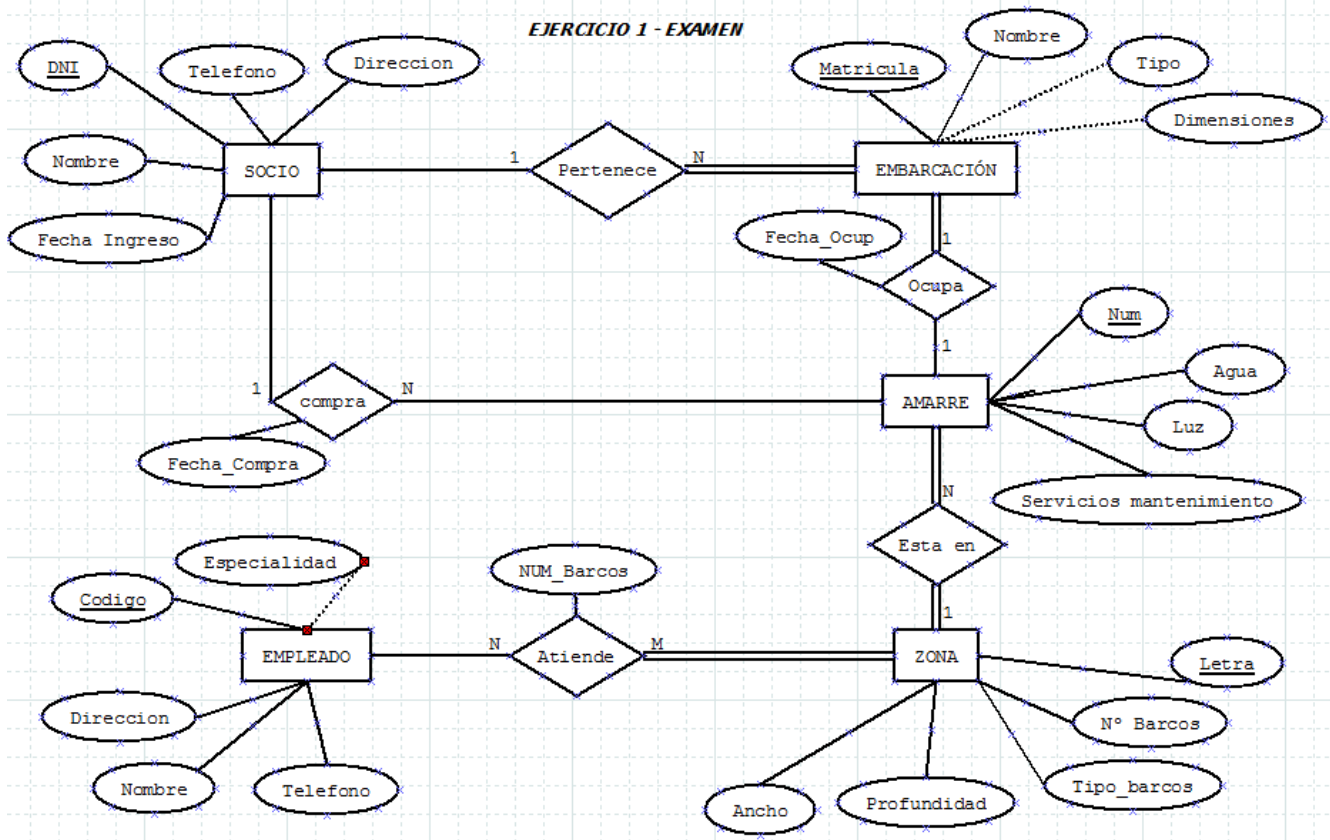 EJERCICIO 1 - EXAMEN
DNI
Telefono
Direccion
Nombre
Fecha Ingreso
SOCIO
1
Pertenece
N
Matricula
Nombre
Tipo
Dimensiones
EMBARCACIÓN
1
Fecha_Ocup
Ocupa
1
Num
Agua
Luz
Servicios mantenimiento
AMARRE
1
compra
N
Fecha_Compra
N
Esta en
1
Especialidad
Codigo
EMPLEADO
Direccion
Nombre
Telefono
NUM_Barcos
N
Atiende
M
ZONA
Letra
Nº Barcos
Tipo_barcos
Profundidad
Ancho